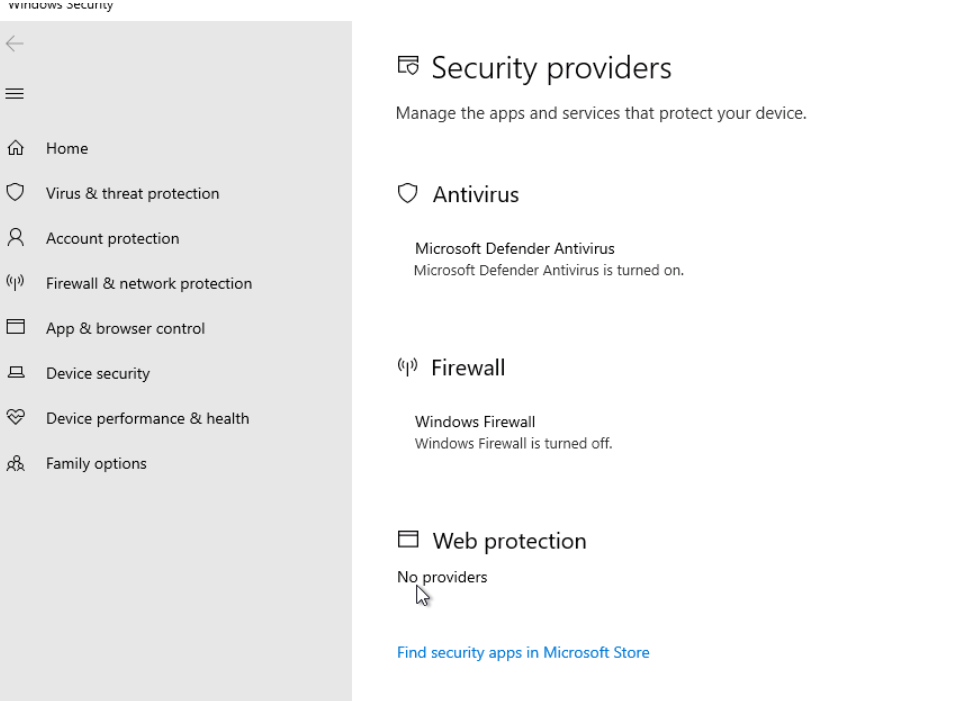 Windows Security
Security providers
Manage the apps and services that protect your device.
Home
Virus & threat protection
Account protection
Firewall & network protection
App & browser control
Device security
Device performance & health
Family options
Antivirus
Microsoft Defender Antivirus
Microsoft Defender Antivirus is turned on.
Firewall
Windows Firewall
Windows Firewall is turned off.
Web protection
No providers
Find security apps in Microsoft Store